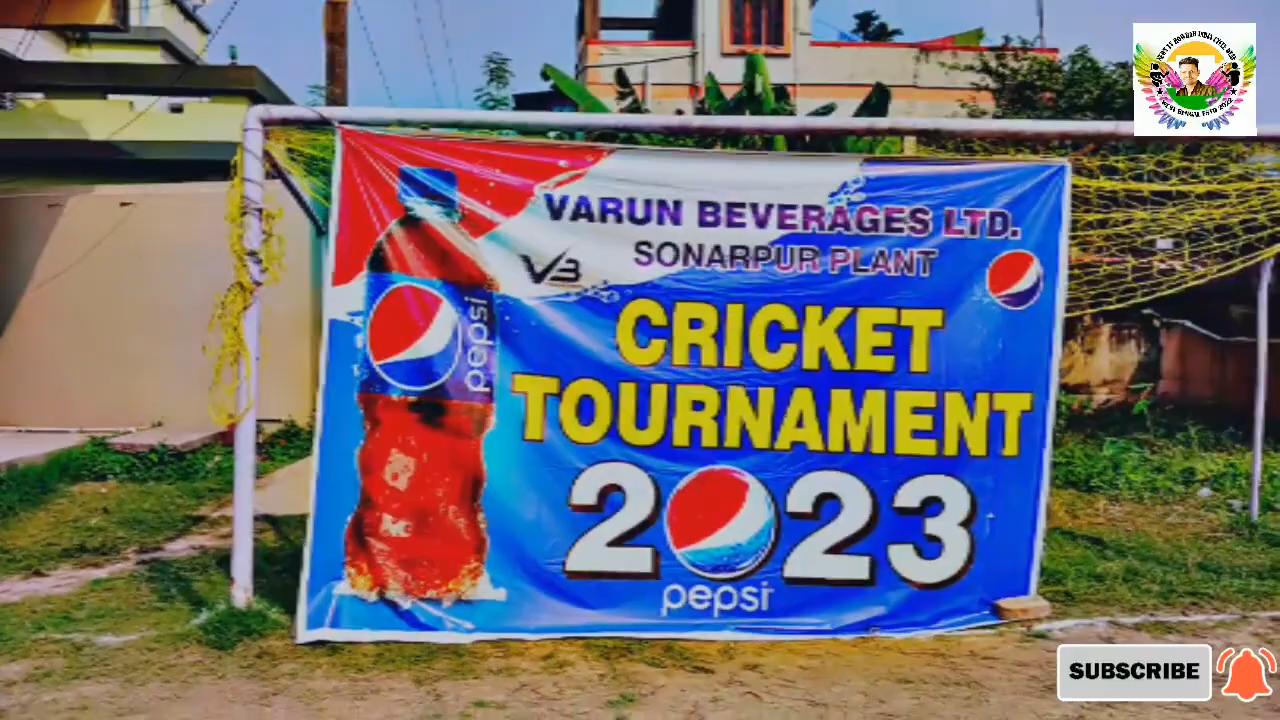 VARUN BEVERAGES LTD.
SONARPUR PLANT
VB
pepsi
CRICKET
TOURNAMENT
2023
pepsi
SUBSCRIBE